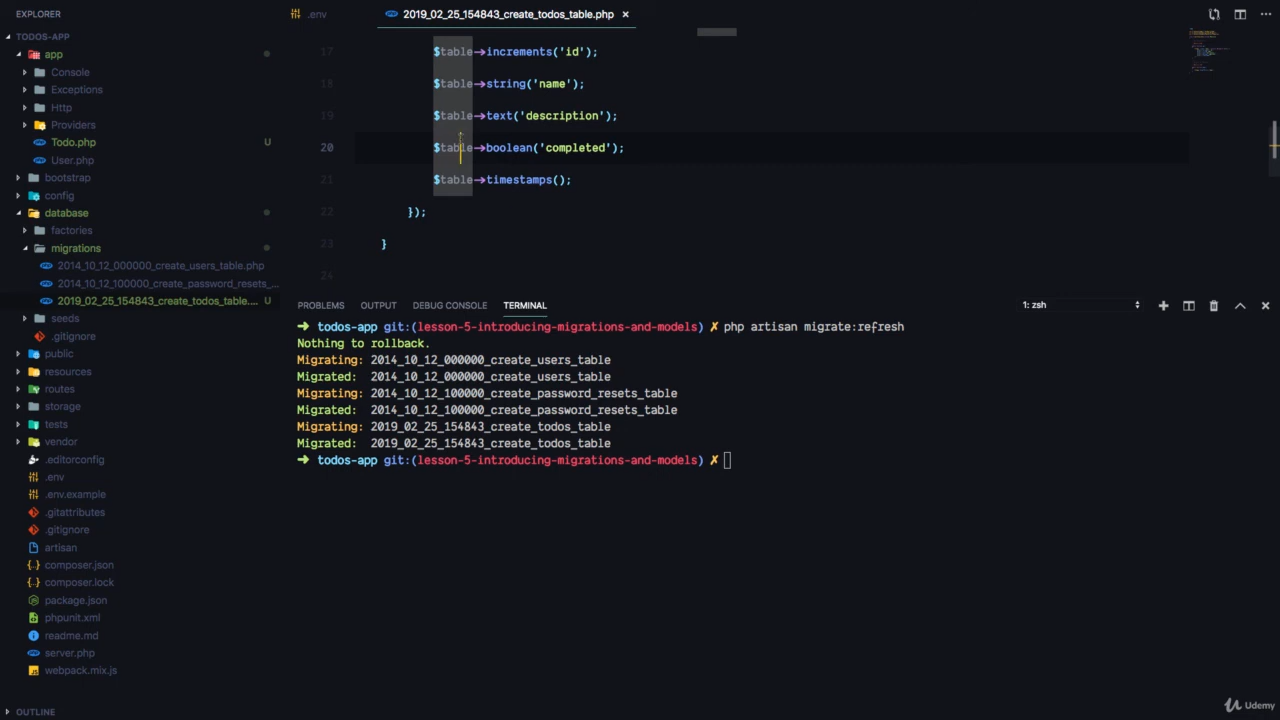 EXPLORER
.env
2019_02_25_154843_create_todos_table.php ×
TODOS-APP
app
Console
Exceptions
Http
Providers
Todo.php U
User.php
bootstrap
config
database
factories
migrations
2014_10_12_000000_create_users_table.php
2014_10_12_100000_create_password_resets_...
2019_02_25_154843_create_todos_table.... U
seeds
.gitignore
public
resources
routes
storage
tests
vendor
.editorconfig
.env
.env.example
.gitattributes
.gitignore
artisan
composer.json
composer.lock
package.json
phpunit.xml
readme.md
server.php
webpack.mix.js
OUTLINE
17 $table→increments('id');
18 $table→string('name');
19 $table→text('description');
20 $table→boolean('completed');
21 $table→timestamps();
22 });
23 }
24
PROBLEMS OUTPUT DEBUG CONSOLE TERMINAL 1: zsh
➜ todos-app git:(lesson-5-introducing-migrations-and-models) ✗ php artisan migrate:refresh
Nothing to rollback.
Migrating: 2014_10_12_000000_create_users_table
Migrated: 2014_10_12_000000_create_users_table
Migrating: 2014_10_12_100000_create_password_resets_table
Migrated: 2014_10_12_100000_create_password_resets_table
Migrating: 2019_02_25_154843_create_todos_table
Migrated: 2019_02_25_154843_create_todos_table
➜ todos-app git:(lesson-5-introducing-migrations-and-models) ✗
Udemy